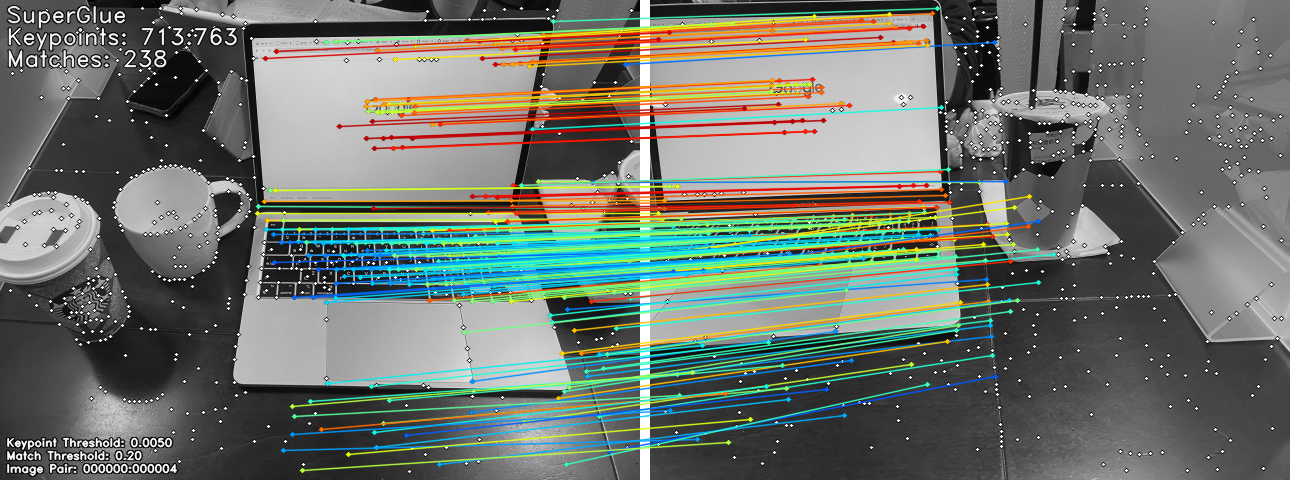 SuperGlue
Keypoints: 713:763
Matches: 238
Google
Google
Keypoint Threshold: 0.0050
Match Threshold: 0.20
Image Pair: 000000:000004